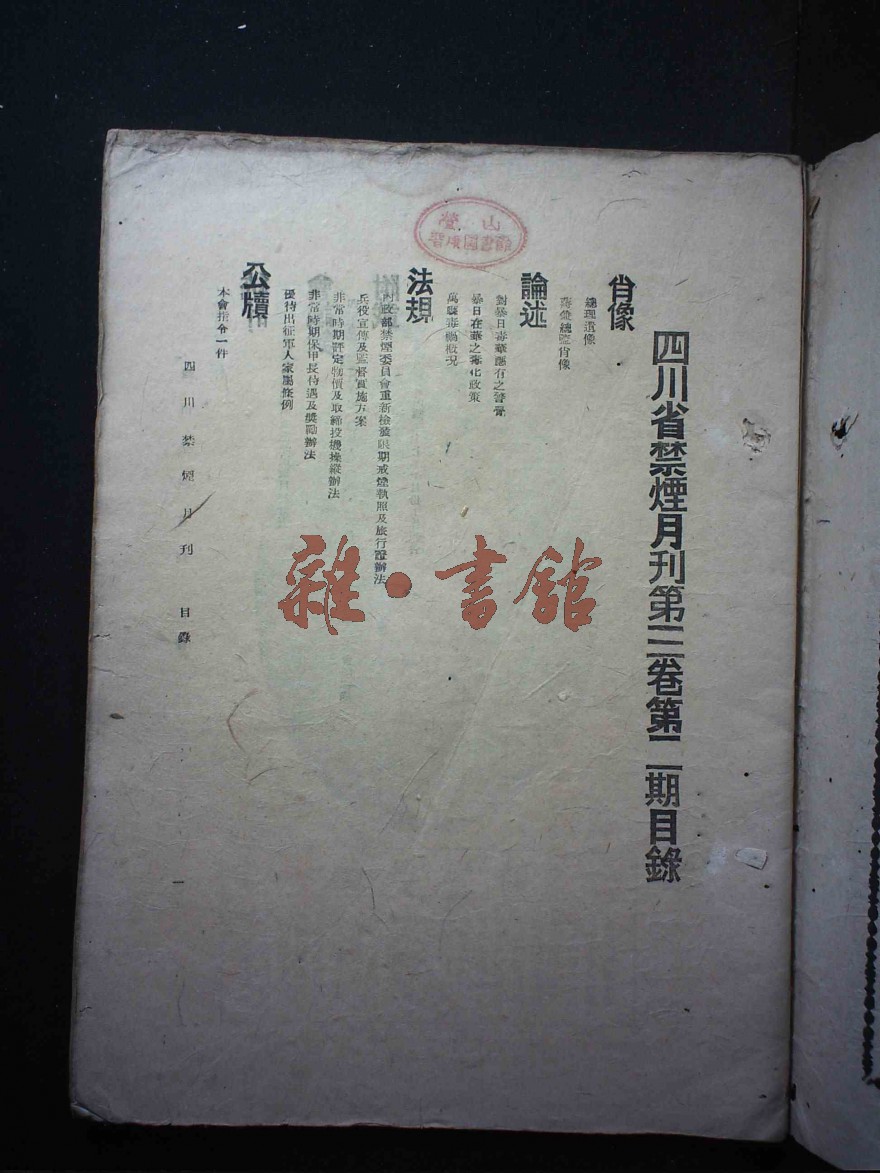 四川省禁煙月刊第三卷第二期目錄
肖像
總理遺像
蔣兼總監肖像
論述
對暴日毒華應有之警覺
暴日在華之毒化政策
萬縣毒禍概況
法規
內政部禁煙委員會重新檢發限期戒煙執照及旅行證辦法
兵役宣傳及監督實施方案
非常時期評定物價及取締投機操縱辦法
非常時期保甲長待遇及獎勵辦法
優待出征軍人家屬條例
公牘
本會指令一件
四川禁煙月刊 目錄
一
雜·書館